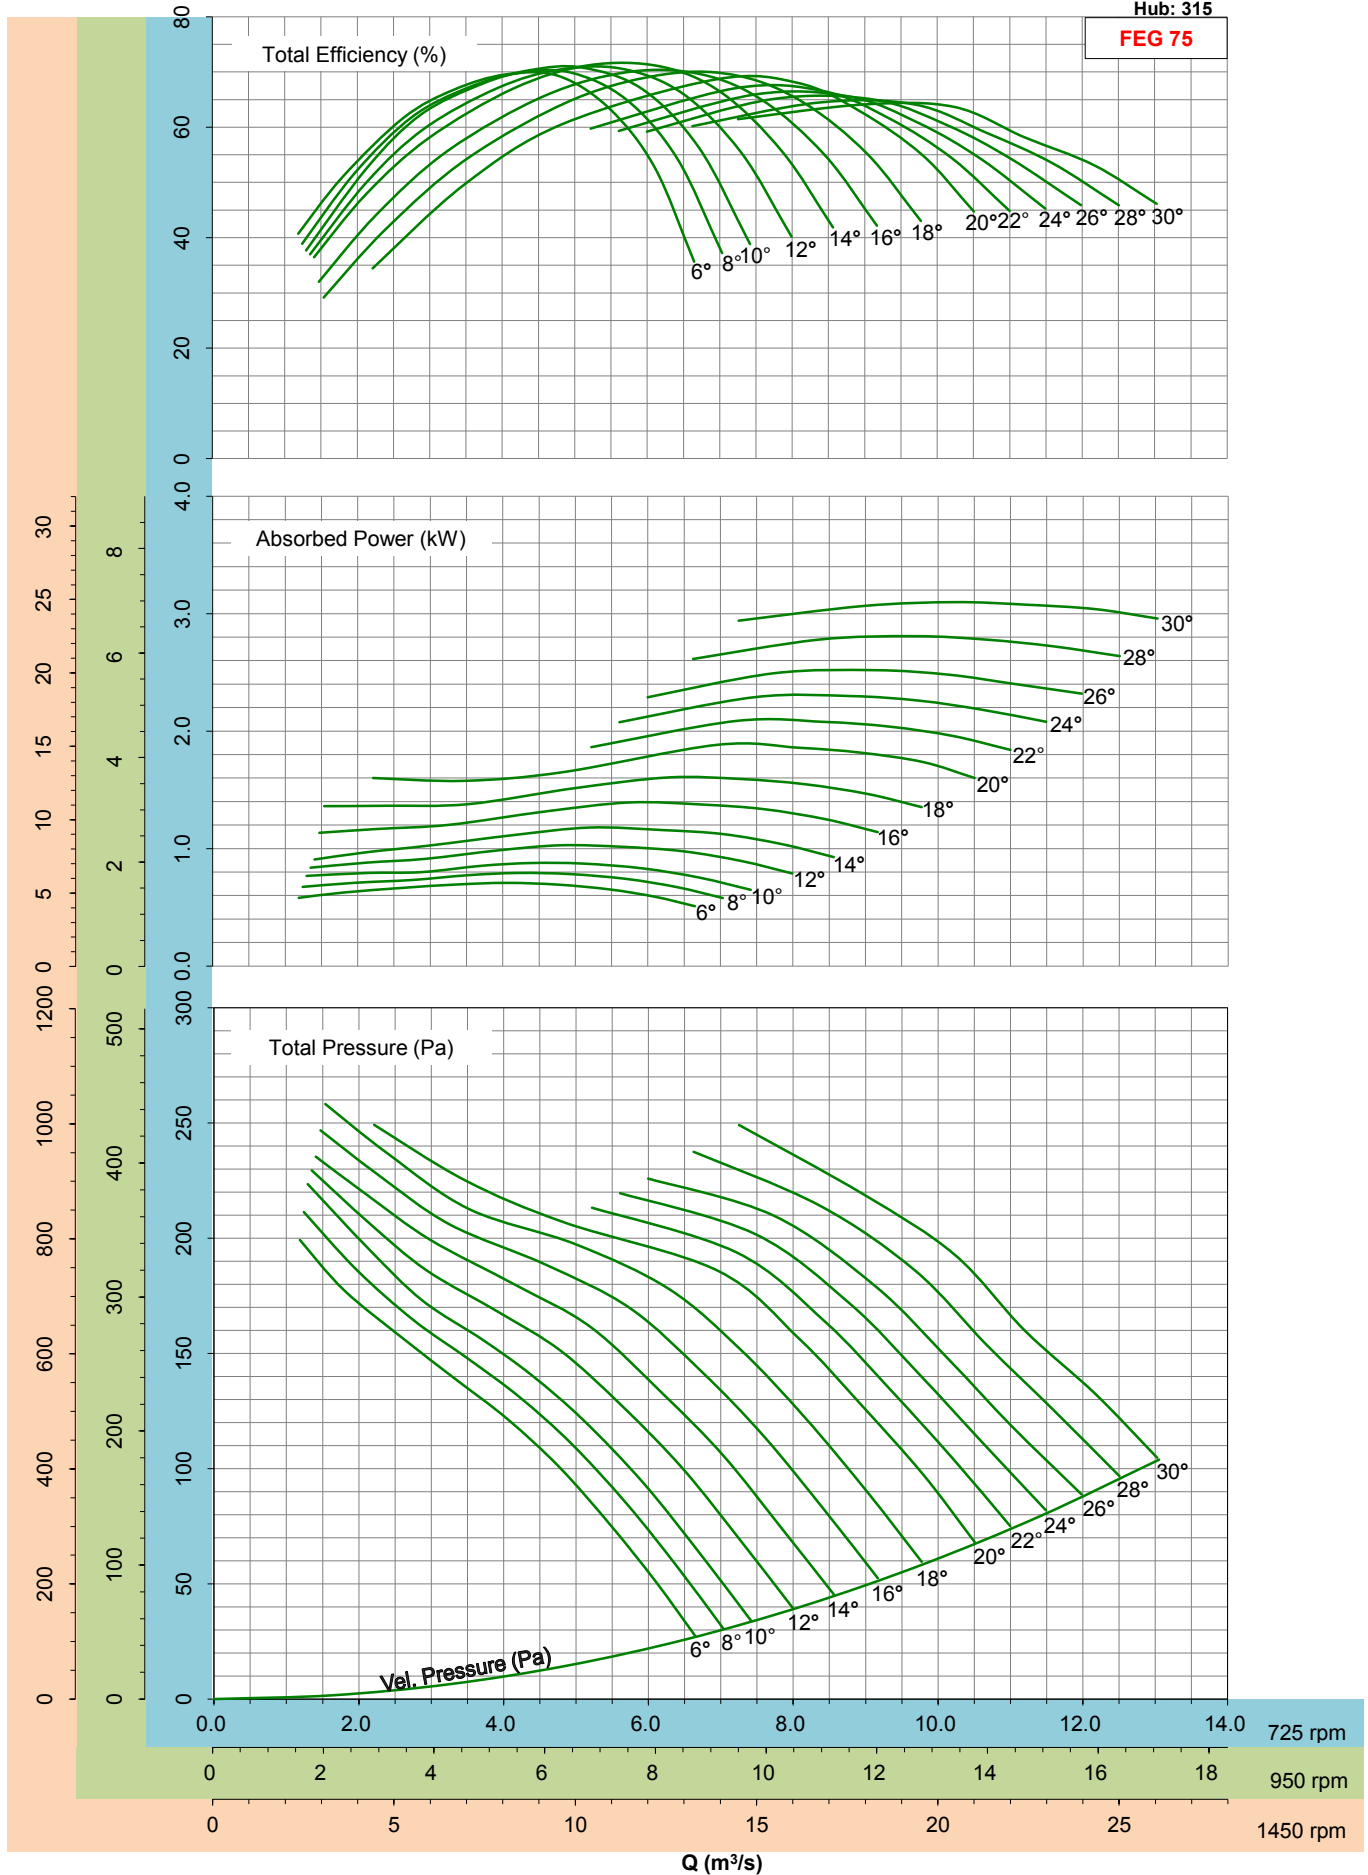 Hub: 315
FEG 75
Total Efficiency (%)
80
60
40
20
0
6° 8° 10° 12° 14° 16° 18° 20° 22° 24° 26° 28° 30°
Absorbed Power (kW)
30 25 20 15 10 5 0
8 6 4 2 0
4.0 3.0 2.0 1.0 0.0
30°
28°
26°
24°
22°
20°
18°
16°
14°
12°
10°
8°
6°
Total Pressure (Pa)
1200 1000 800 600 400 200 0
500 400 300 200 100 0
300 250 200 150 100 50 0
30°
28°
26°
24°
22°
20°
18°
16°
14°
12°
10°
8°
6°
Vel. Pressure (Pa)
0.0 2.0 4.0 6.0 8.0 10.0 12.0 14.0 725 rpm
0 2 4 6 8 10 12 14 16 18 950 rpm
0 5 10 15 20 25 1450 rpm
Q (m³/s)